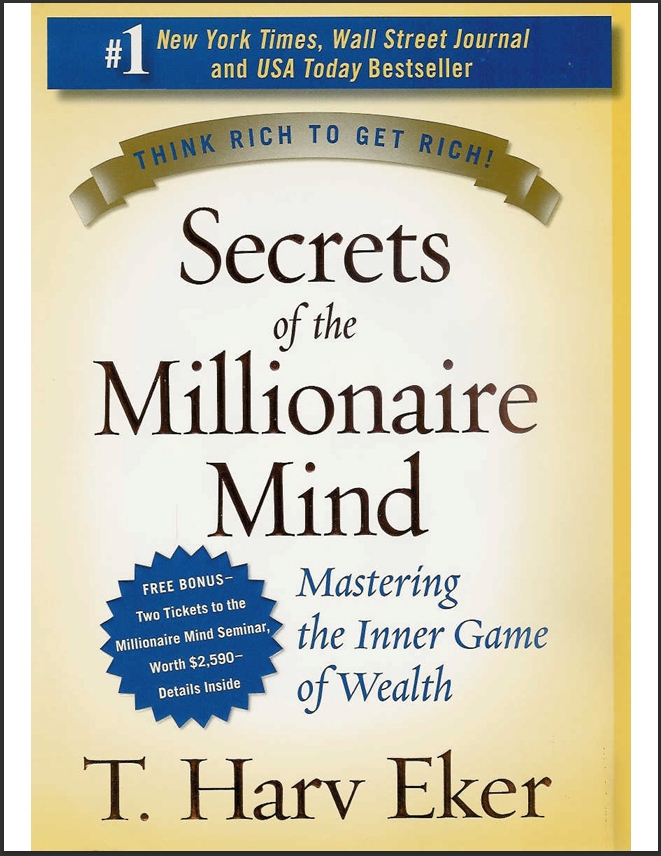 #1 New York Times, Wall Street Journal
and USA Today Bestseller
THINK RICH TO GET RICH!
Secrets
of the
Millionaire
Mind
FREE BONUS–
Two Tickets to the
Millionaire Mind Seminar,
Worth $2,590–
Details Inside
Mastering
the Inner Game
of Wealth
T. Harv Eker